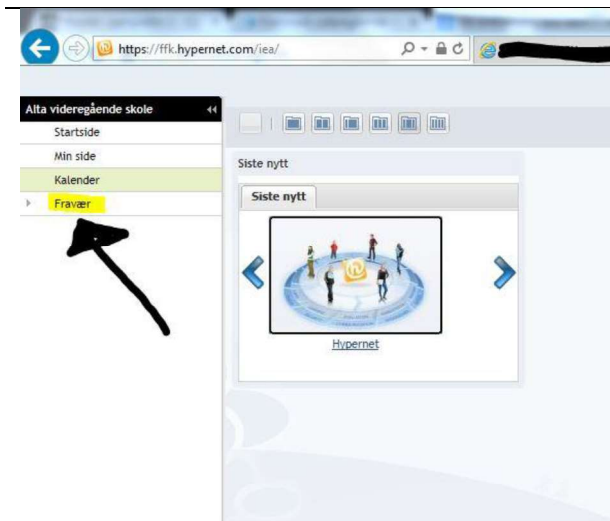 https://ffk.hypernet.com/iea/
Alta videregående skole
Startside
Min side
Kalender
Fravær
Siste nytt
Siste nytt
Hypernet